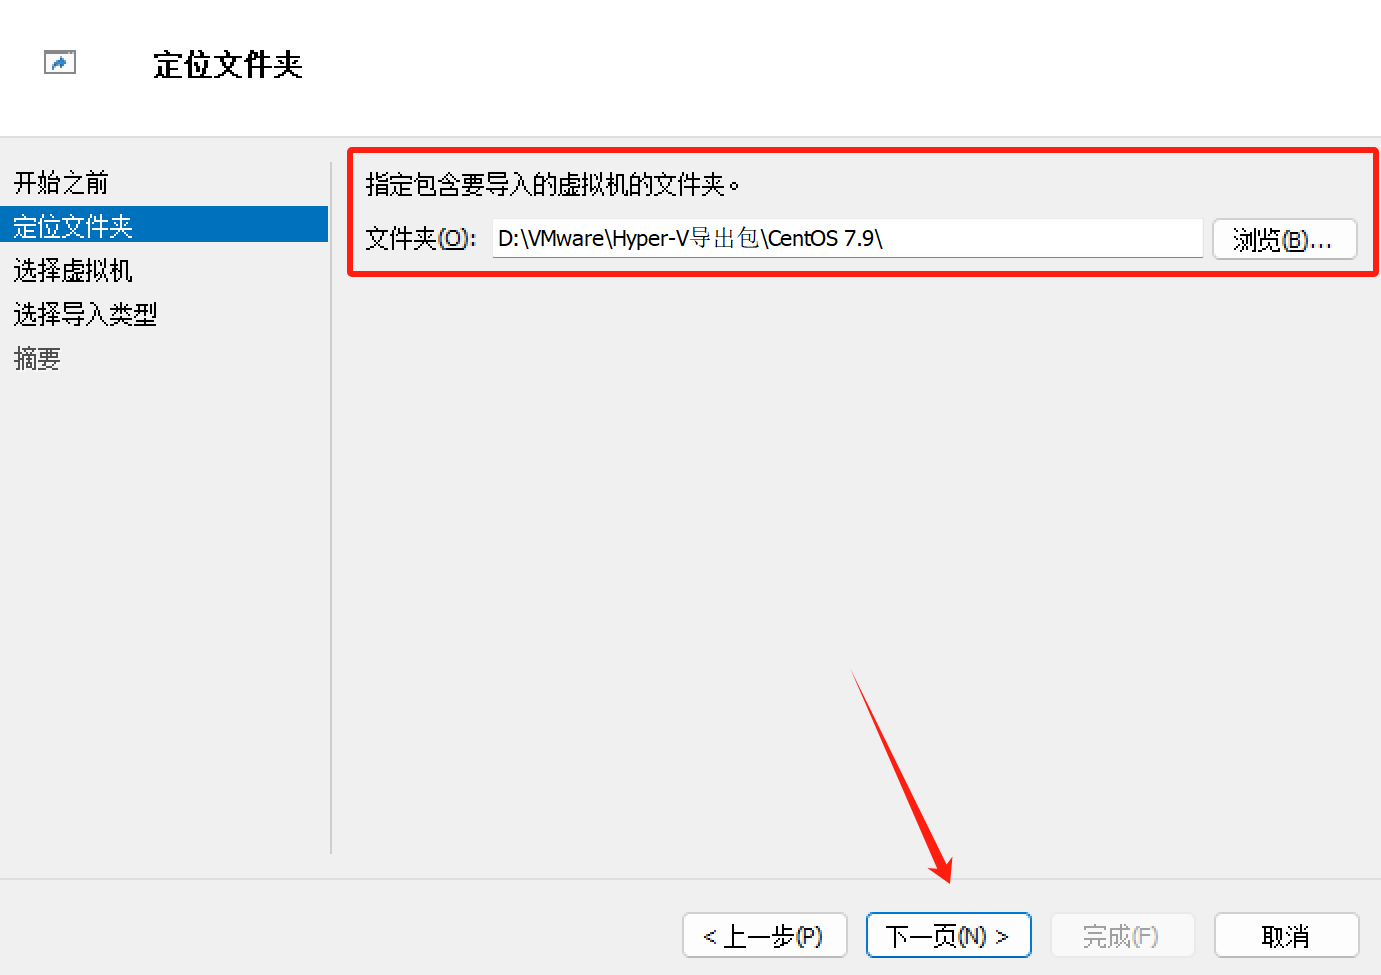 定位文件夹
开始之前
定位文件夹
选择虚拟机
选择导入类型
摘要
指定包含要导入的虚拟机的文件夹。
文件夹(O): D:\VMware\Hyper-V导出包\CentOS 7.9\ 浏览(B)...
< 上一步(P) 下一页(N) > 完成(F) 取消